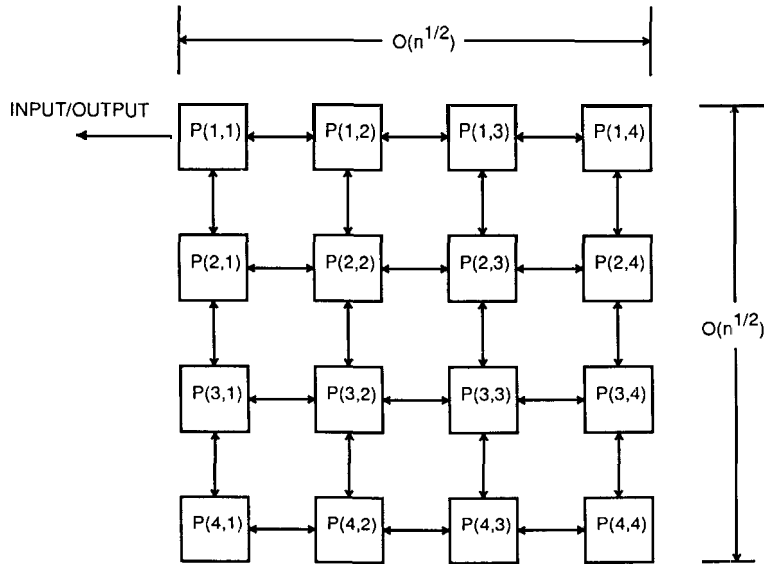 O(n^1/2)
INPUT/OUTPUT
P(1,1) P(1,2) P(1,3) P(1,4)
P(2,1) P(2,2) P(2,3) P(2,4)
O(n^1/2)
P(3,1) P(3,2) P(3,3) P(3,4)
P(4,1) P(4,2) P(4,3) P(4,4)